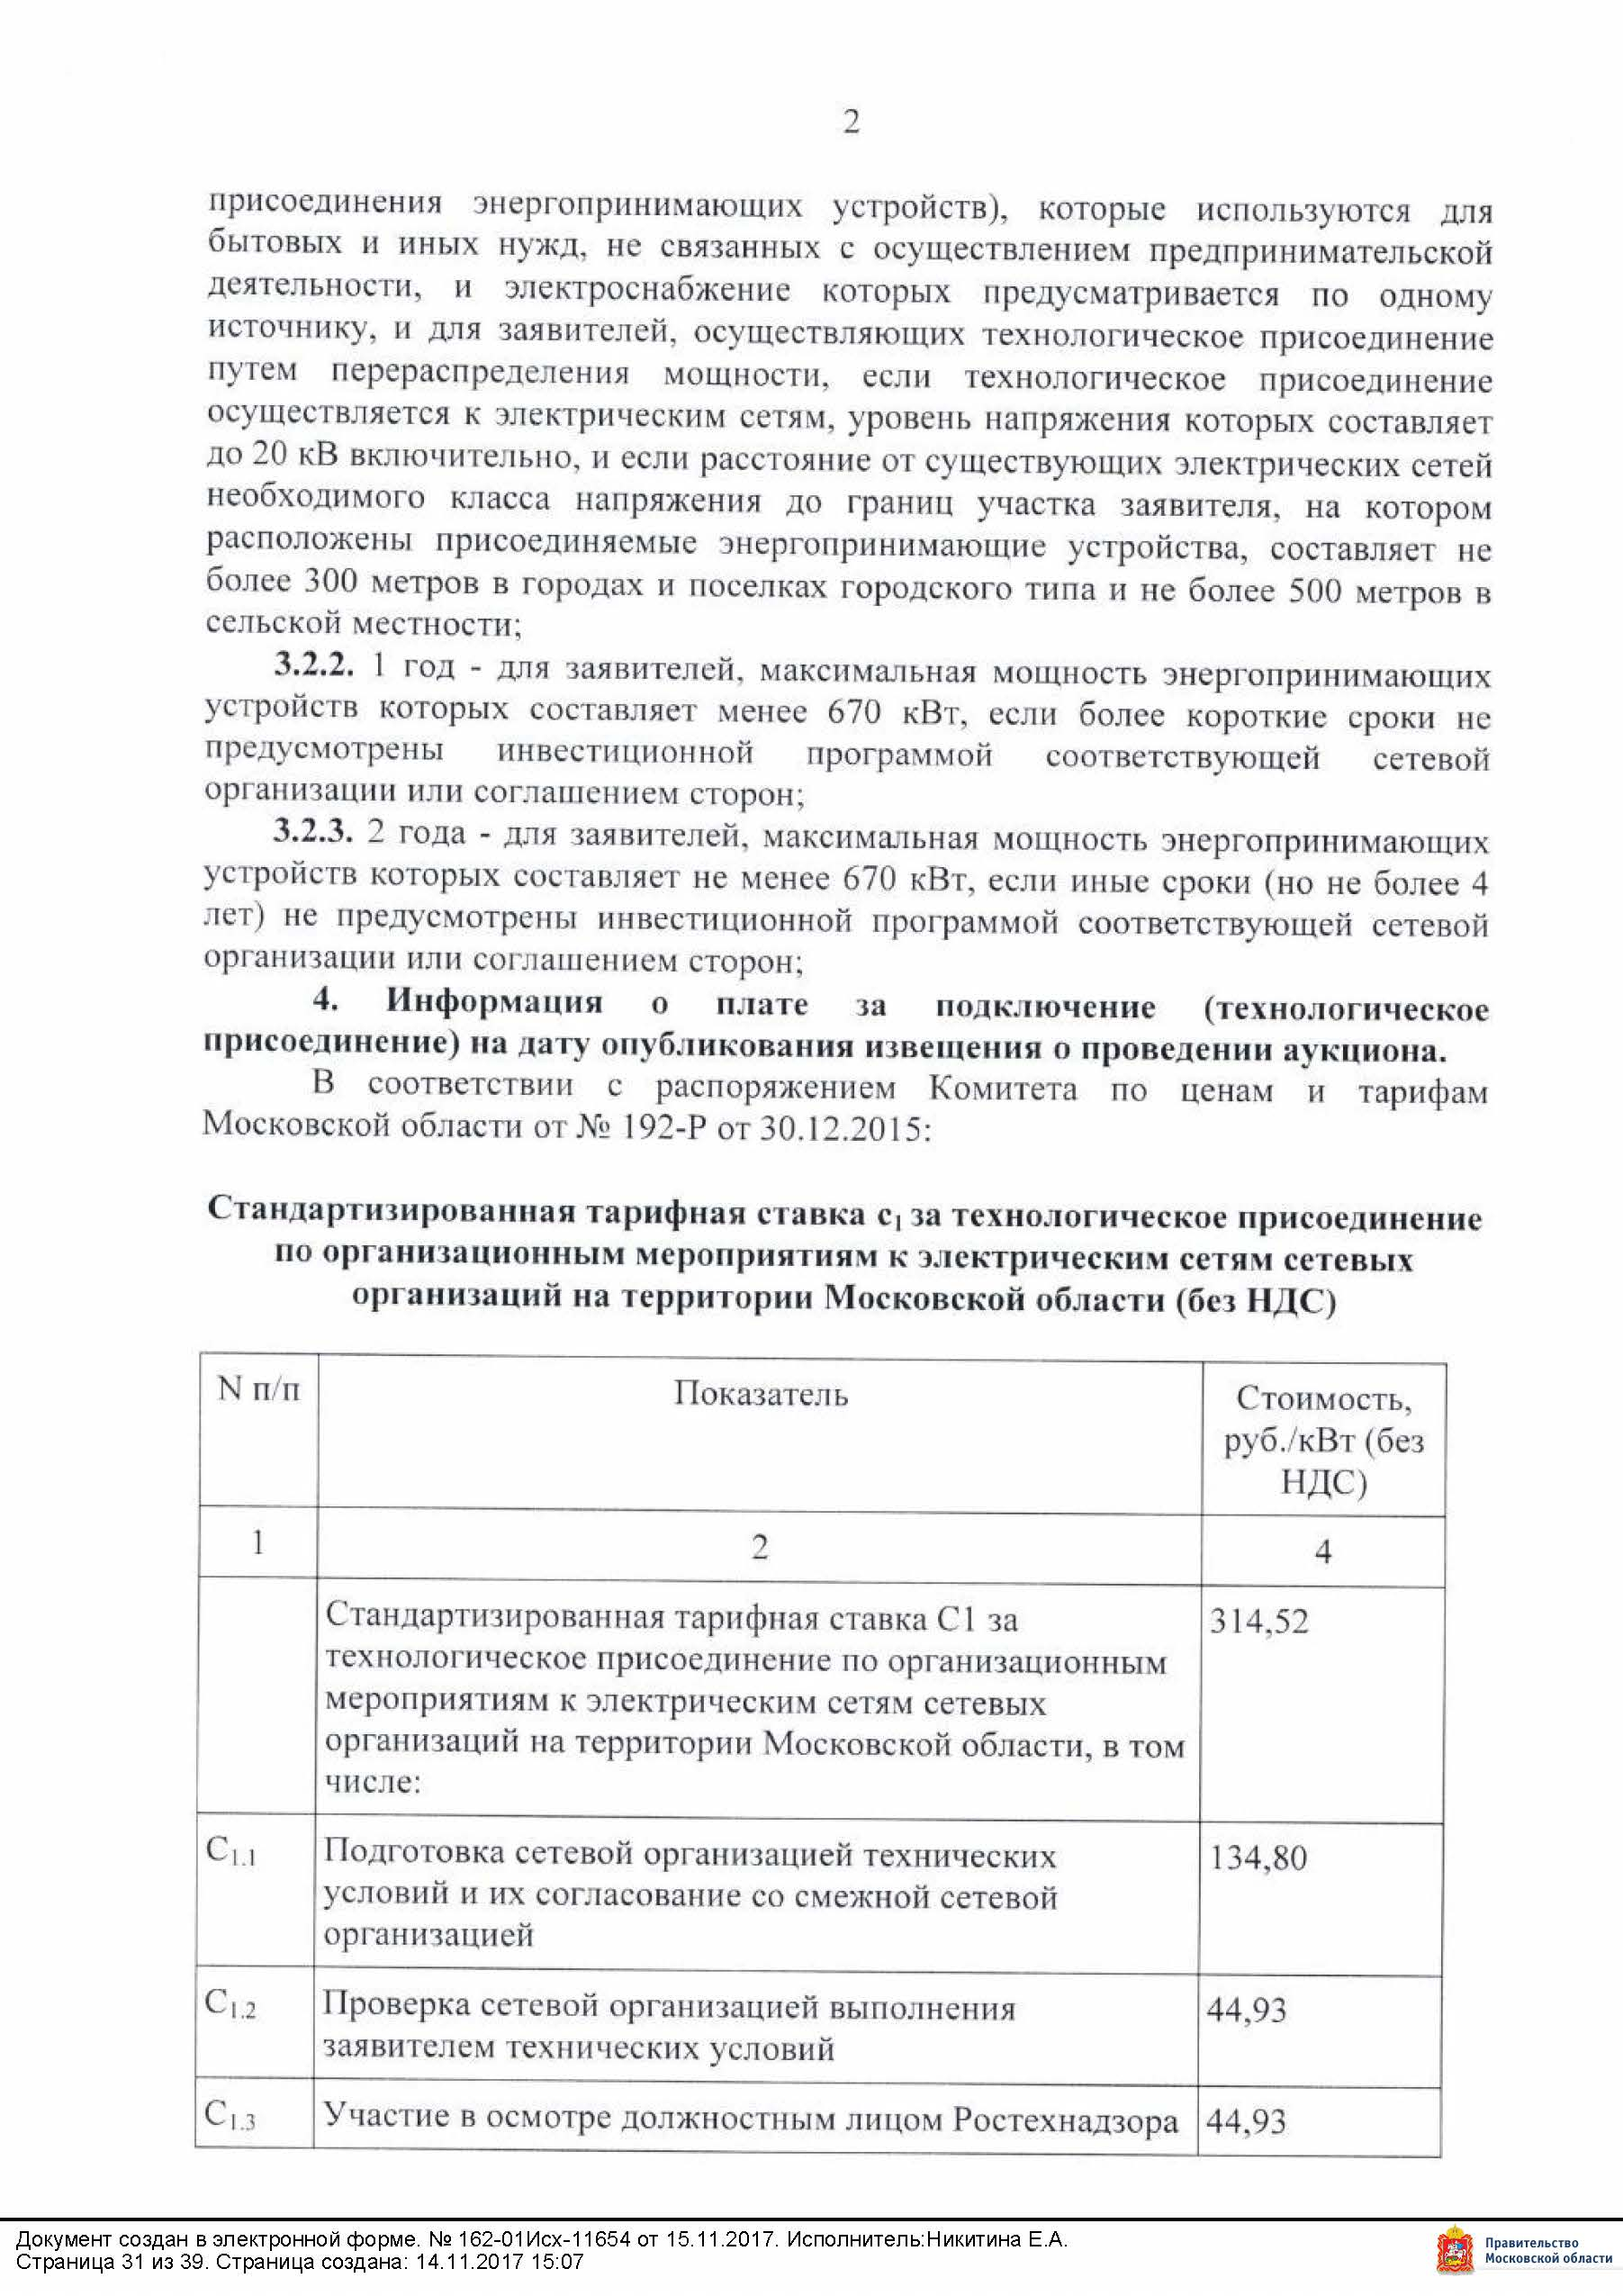 2
присоединения энергопринимающих устройств), которые используются для
бытовых и иных нужд, не связанных с осуществлением предпринимательской
деятельности, и электроснабжение которых предусматривается по одному
источнику, и для заявителей, осуществляющих технологическое присоединение
путем перераспределения мощности, если технологическое присоединение
осуществляется к электрическим сетям, уровень напряжения которых составляет
до 20 кВ включительно, и если расстояние от существующих электрических сетей
необходимого класса напряжения до границ участка заявителя, на котором
расположены присоединяемые энергопринимающие устройства, составляет не
более 300 метров в городах и поселках городского типа и не более 500 метров в
сельской местности;
3.2.2. 1 год - для заявителей, максимальная мощность энергопринимающих
устройств которых составляет менее 670 кВт, если более короткие сроки не
предусмотрены инвестиционной программой соответствующей сетевой
организации или соглашением сторон;
3.2.3. 2 года - для заявителей, максимальная мощность энергопринимающих
устройств которых составляет не менее 670 кВт, если иные сроки (но не более 4
лет) не предусмотрены инвестиционной программой соответствующей сетевой
организации или соглашением сторон;
4. Информация о плате за подключение (технологическое
присоединение) на дату опубликования извещения о проведении аукциона.
В соответствии с распоряжением Комитета по ценам и тарифам
Московской области от № 192-Р от 30.12.2015:
Стандартизированная тарифная ставка с₁ за технологическое присоединение
по организационным мероприятиям к электрическим сетям сетевых
организаций на территории Московской области (без НДС)
N п/п
Показатель
Стоимость,
руб./кВт (без
НДС)
1
2
4
Стандартизированная тарифная ставка С1 за
технологическое присоединение по организационным
мероприятиям к электрическим сетям сетевых
организаций на территории Московской области, в том
числе:
314,52
С1.1
Подготовка сетевой организацией технических
условий и их согласование со смежной сетевой
организацией
134,80
С1.2
Проверка сетевой организацией выполнения
заявителем технических условий
44,93
С1.3
Участие в осмотре должностным лицом Ростехнадзора
44,93
Документ создан в электронной форме. № 162-01Исх-11654 от 15.11.2017. Исполнитель:Никитина Е.А.
Страница 31 из 39. Страница создана: 14.11.2017 15:07
Правительство
Московской области